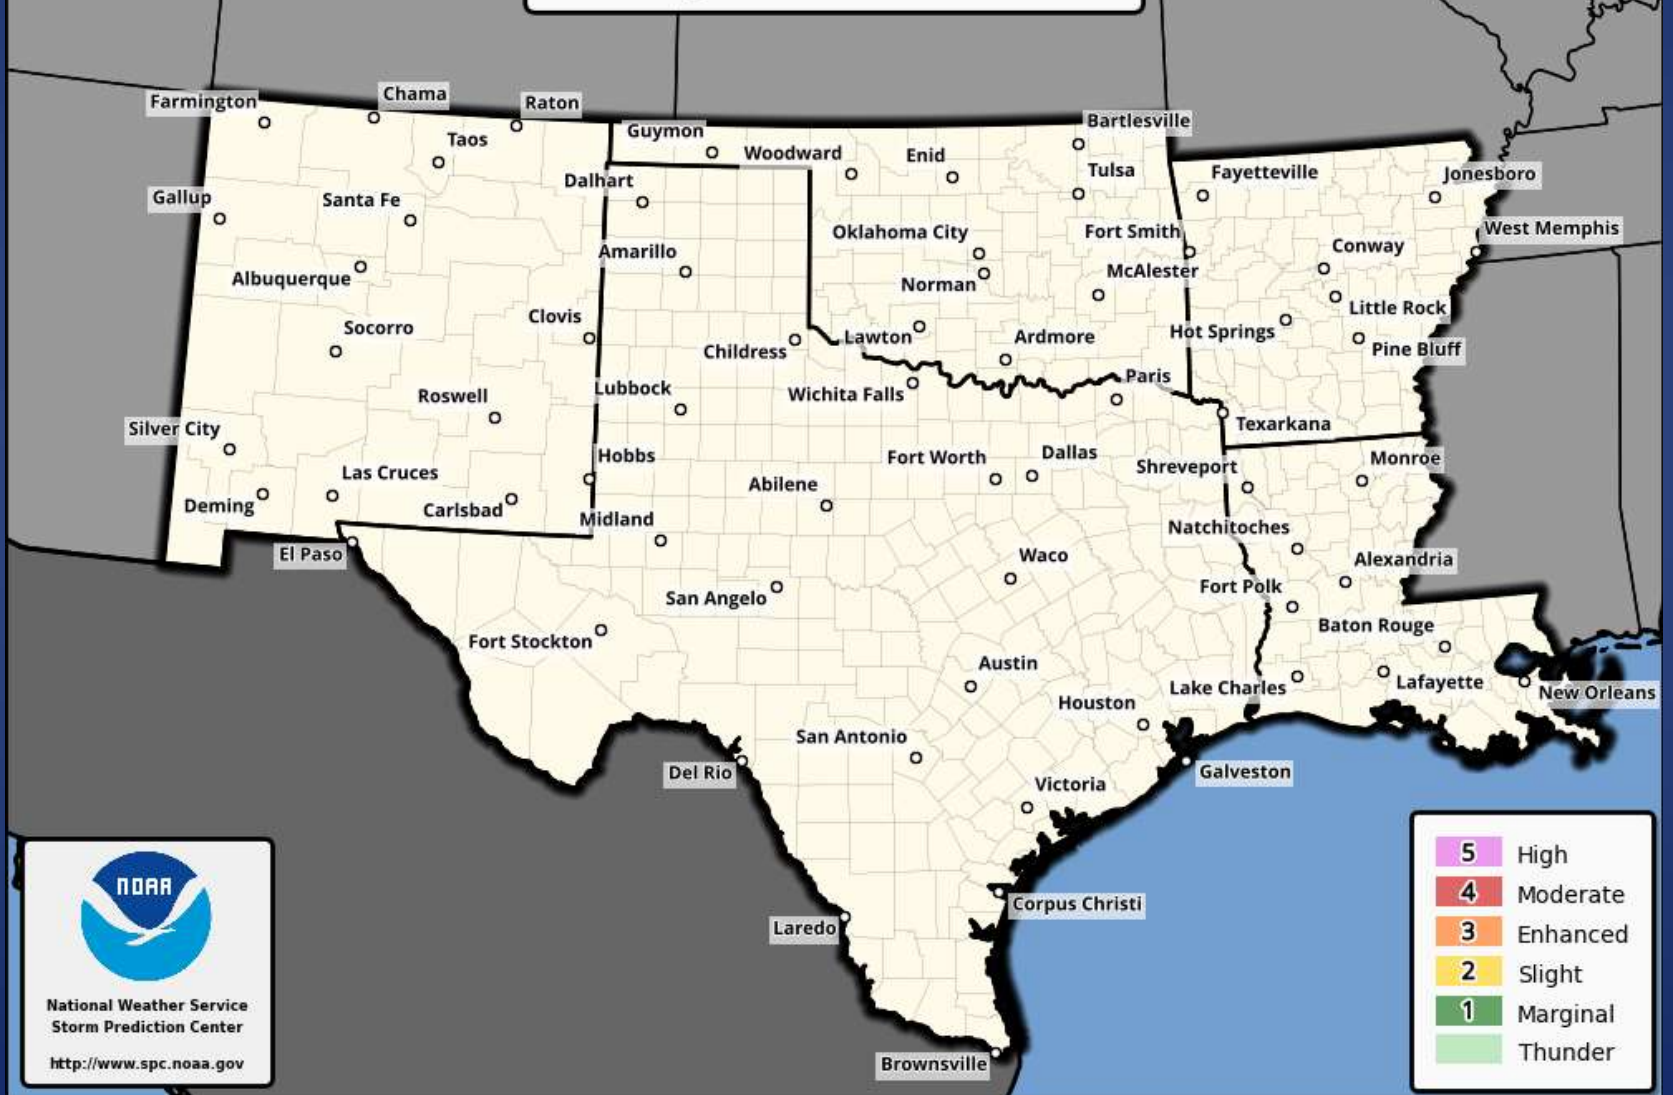 Farmington
Chama
Raton
Taos
Guymon
Woodward
Enid
Bartlesville
Tulsa
Fayetteville
Jonesboro
Gallup
Santa Fe
Dalhart
Oklahoma City
Fort Smith
West Memphis
Albuquerque
Amarillo
Norman
McAlester
Conway
Little Rock
Socorro
Clovis
Childress
Lawton
Ardmore
Hot Springs
Pine Bluff
Roswell
Lubbock
Wichita Falls
Paris
Texarkana
Silver City
Las Cruces
Hobbs
Abilene
Fort Worth
Dallas
Shreveport
Monroe
Deming
Carlsbad
Midland
Natchitoches
El Paso
San Angelo
Waco
Fort Polk
Alexandria
Fort Stockton
Austin
Baton Rouge
Houston
Lake Charles
Lafayette
New Orleans
San Antonio
Del Rio
Victoria
Galveston
Laredo
Corpus Christi
Brownsville
NOAA
National Weather Service
Storm Prediction Center
http://www.spc.noaa.gov
5 High
4 Moderate
3 Enhanced
2 Slight
1 Marginal
Thunder